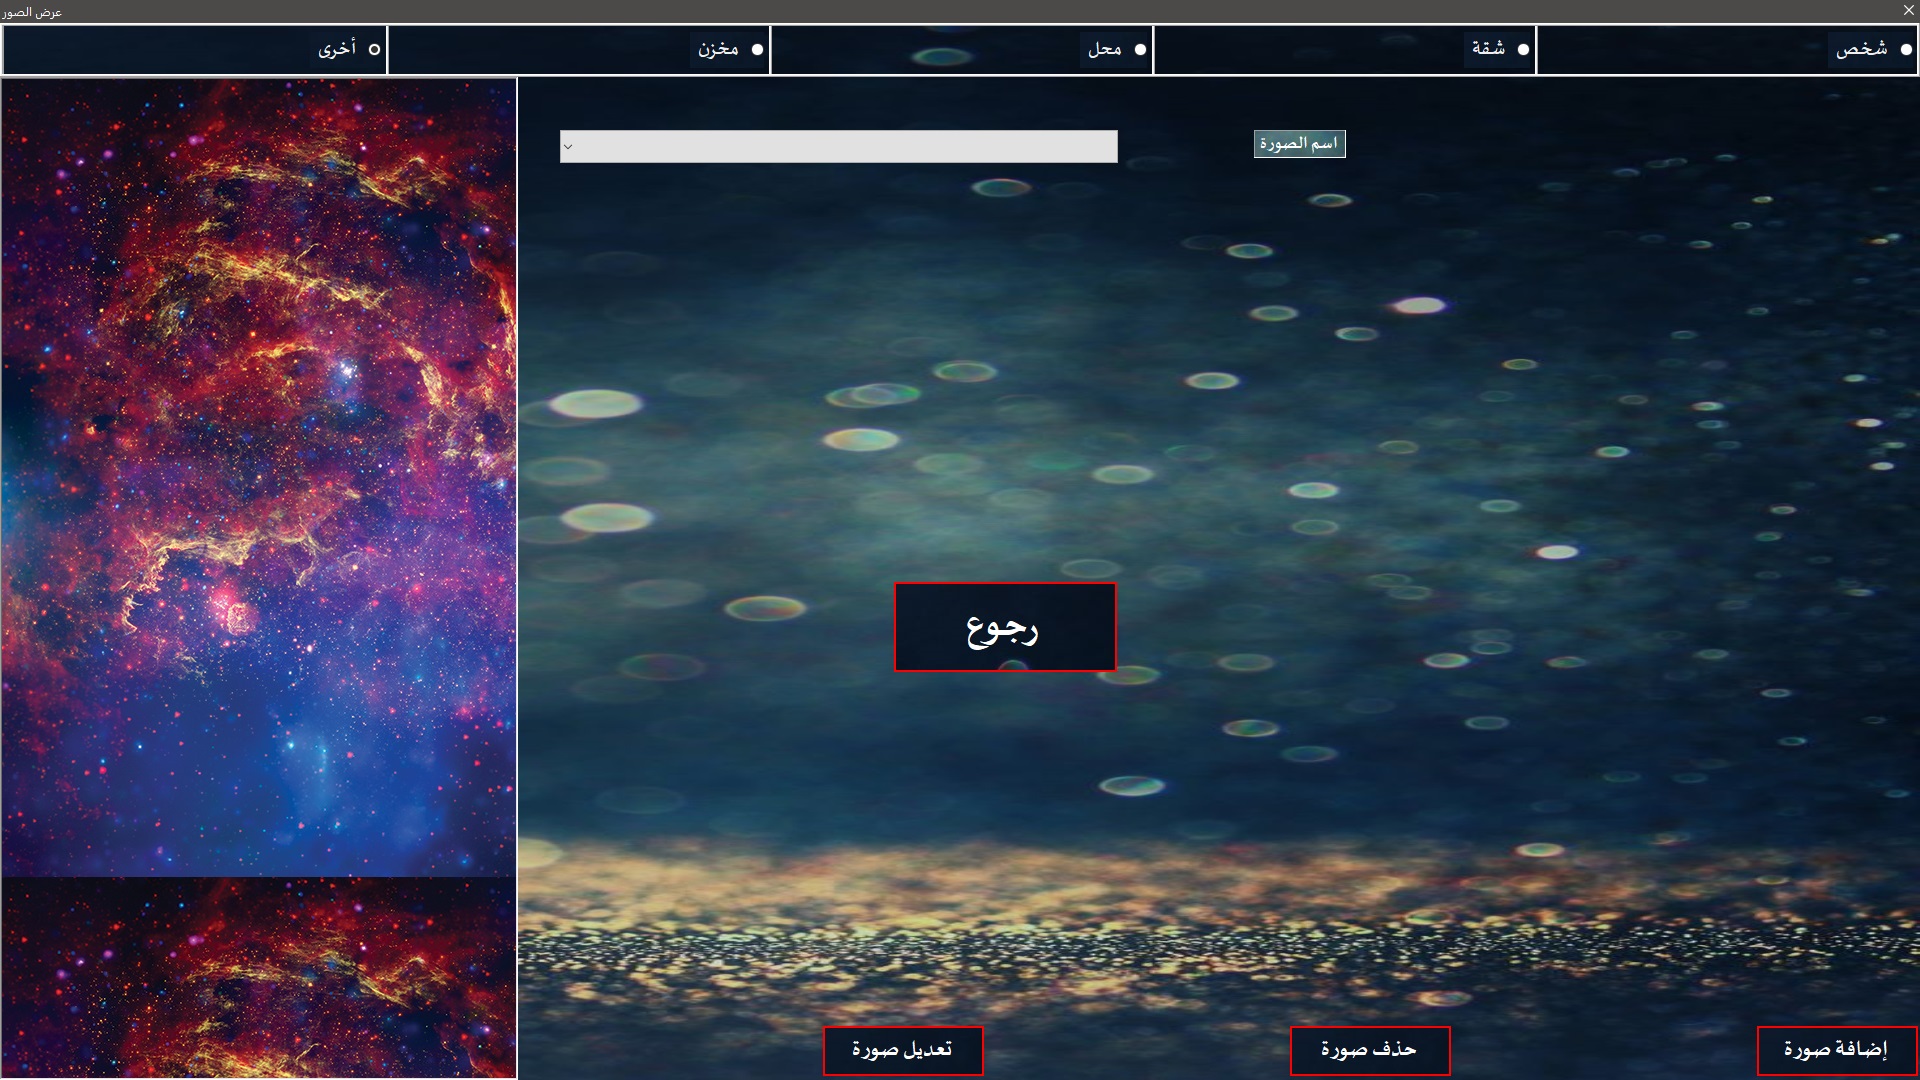 عرض الصور
شخص
شقة
محل
مخزن
أخرى
اسم الصورة
رجوع
إضافة صورة
حذف صورة
تعديل صورة